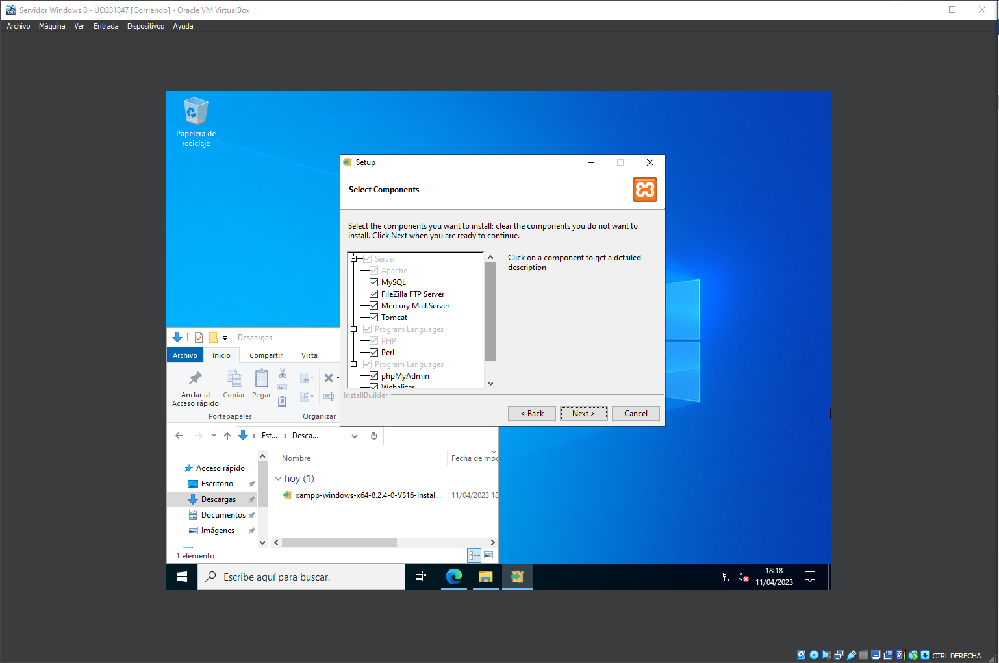 Servidor Windows 8 - UO281847 [Corriendo] - Oracle VM VirtualBox
Archivo Máquina Ver Entrada Dispositivos Ayuda
Papelera de
reciclaje
Setup
Select Components
Select the components you want to install; clear the components you do not want to
install. Click Next when you are ready to continue.
Server
Apache
MySQL
FileZilla FTP Server
Mercury Mail Server
Tomcat
Program Languages
PHP
Perl
Program Languages
phpMyAdmin
Webalizer
Click on a component to get a detailed
description
InstallBuilder
< Back Next > Cancel
Descargas
Archivo Inicio Compartir Vista
Anclar al
Acceso rápido
Copiar
Pegar
Portapapeles
Organizar
Est... Desca...
Nombre
Fecha de moc
Acceso rápido
Escritorio
Descargas
Documentos
Imágenes
hoy (1)
xampp-windows-x64-8.2.4-0-VS16-instal... 11/04/2023 18
1 elemento
Escribe aquí para buscar.
18:18
11/04/2023
CTRL DERECHA